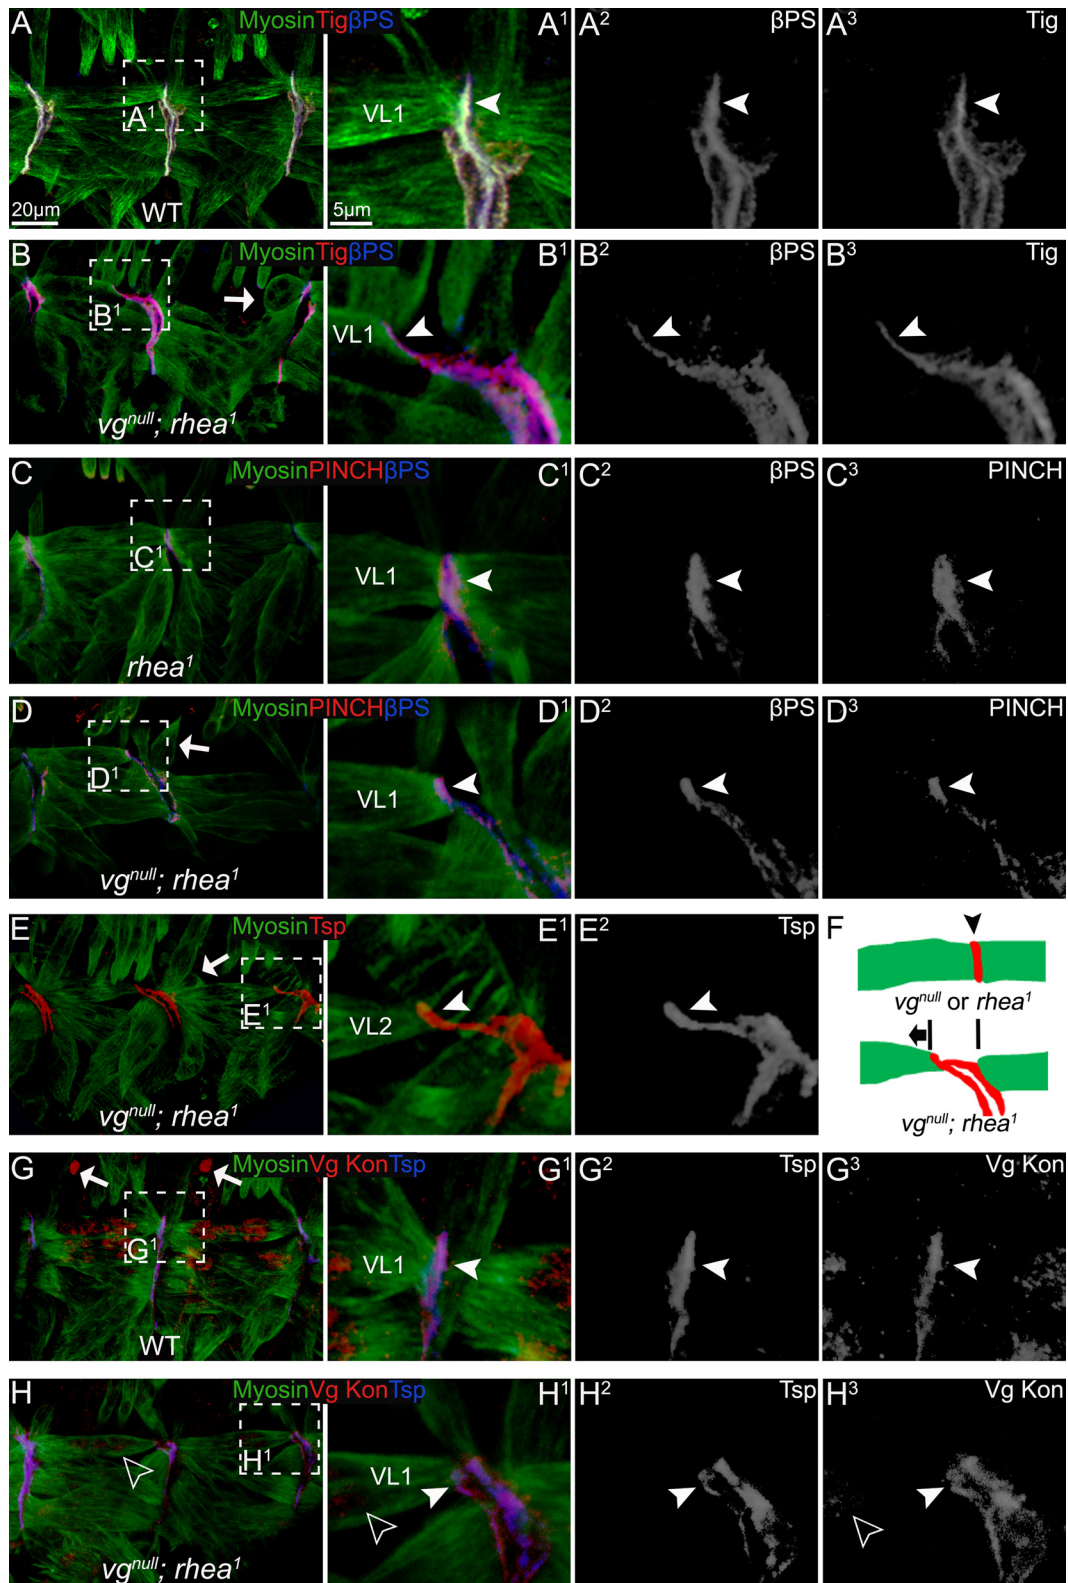 A MyosinTigβPS A¹ A² βPS A³ Tig
A¹ VL1
20μm WT 5μm
B MyosinTigβPS B¹ B² βPS B³ Tig
B¹ VL1
vgⁿᵘˡˡ; rhea¹
C MyosinPINCHβPS C¹ C² βPS C³ PINCH
C¹ VL1
rhea¹
D MyosinPINCHβPS D¹ D² βPS D³ PINCH
D¹ VL1
vgⁿᵘˡˡ; rhea¹
E MyosinTsp E¹ E² Tsp F
E¹ VL2
vgⁿᵘˡˡ or rhea¹
vgⁿᵘˡˡ; rhea¹
vgⁿᵘˡˡ; rhea¹
G MyosinVg KonTsp G¹ G² Tsp G³ Vg Kon
G¹ VL1
WT
H MyosinVg KonTsp H¹ H² Tsp H³ Vg Kon
H¹ VL1
vgⁿᵘˡˡ; rhea¹